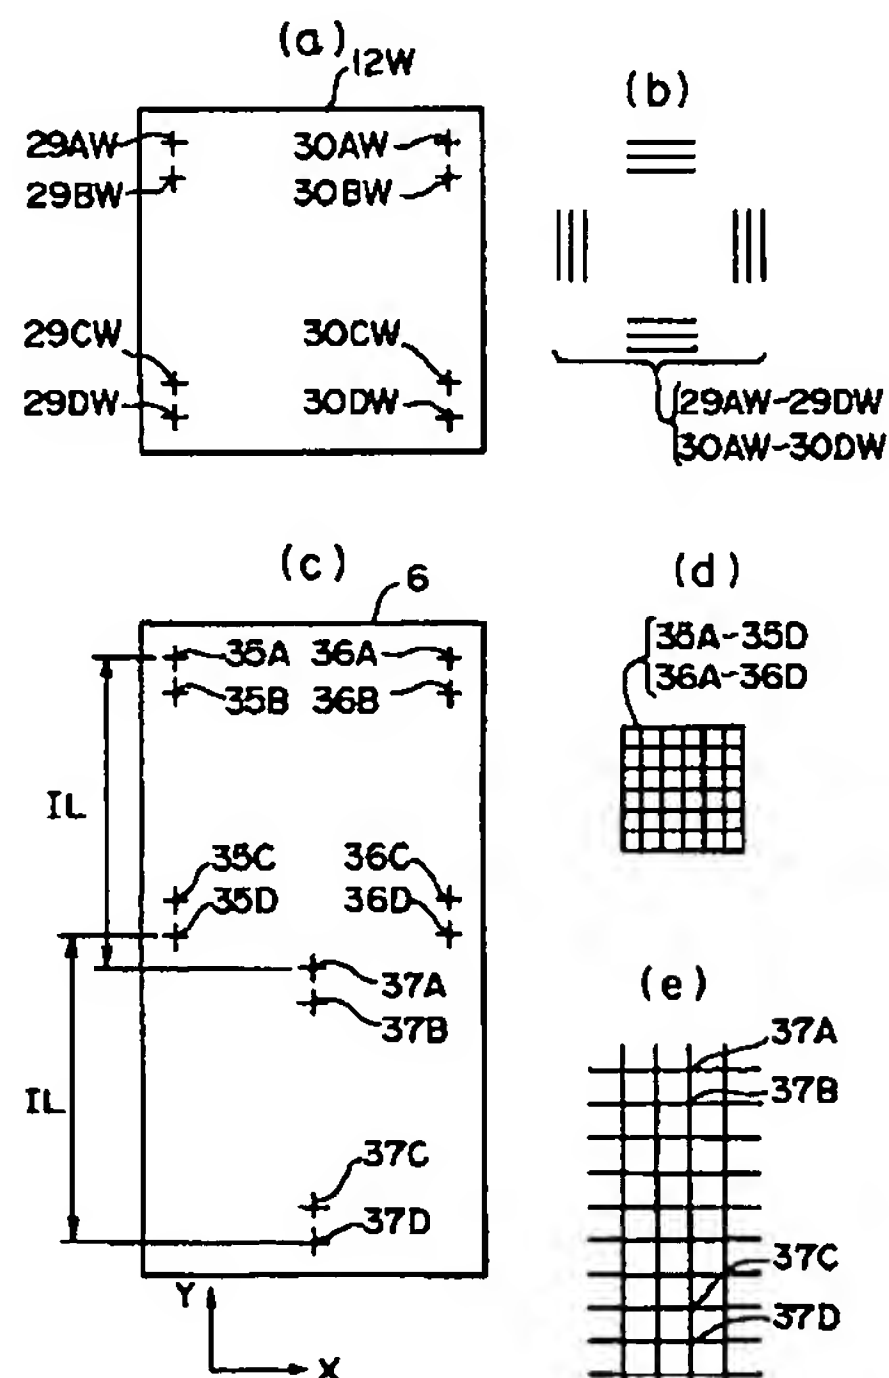 (a)
12W
29AW
30AW
29BW
30BW
29CW
30CW
29DW
30DW
(b)
29AW-29DW
30AW-30DW
(c)
6
35A 36A
35B 36B
IL
35C 36C
35D 36D
37A
37B
IL
37C
37D
Y
X
(d)
35A-35D
36A-36D
(e)
37A
37B
37C
37D